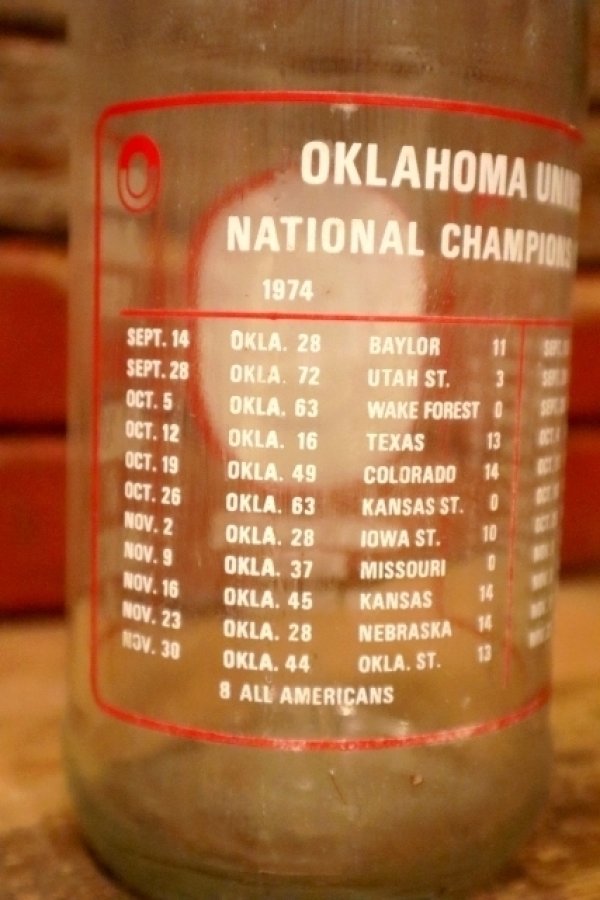 OKLAHOMA
NATIONAL CHAMPIONS
1974
SEPT. 14 OKLA. 28 BAYLOR 11
SEPT. 28 OKLA. 72 UTAH ST. 3
OCT. 5 OKLA. 63 WAKE FOREST 0
OCT. 12 OKLA. 16 TEXAS 13
OCT. 19 OKLA. 49 COLORADO 14
OCT. 26 OKLA. 63 KANSAS ST. 0
NOV. 2 OKLA. 28 IOWA ST. 10
NOV. 9 OKLA. 37 MISSOURI 0
NOV. 16 OKLA. 45 KANSAS 14
NOV. 23 OKLA. 28 NEBRASKA 14
NOV. 30 OKLA. 44 OKLA. ST. 13
8 ALL AMERICANS